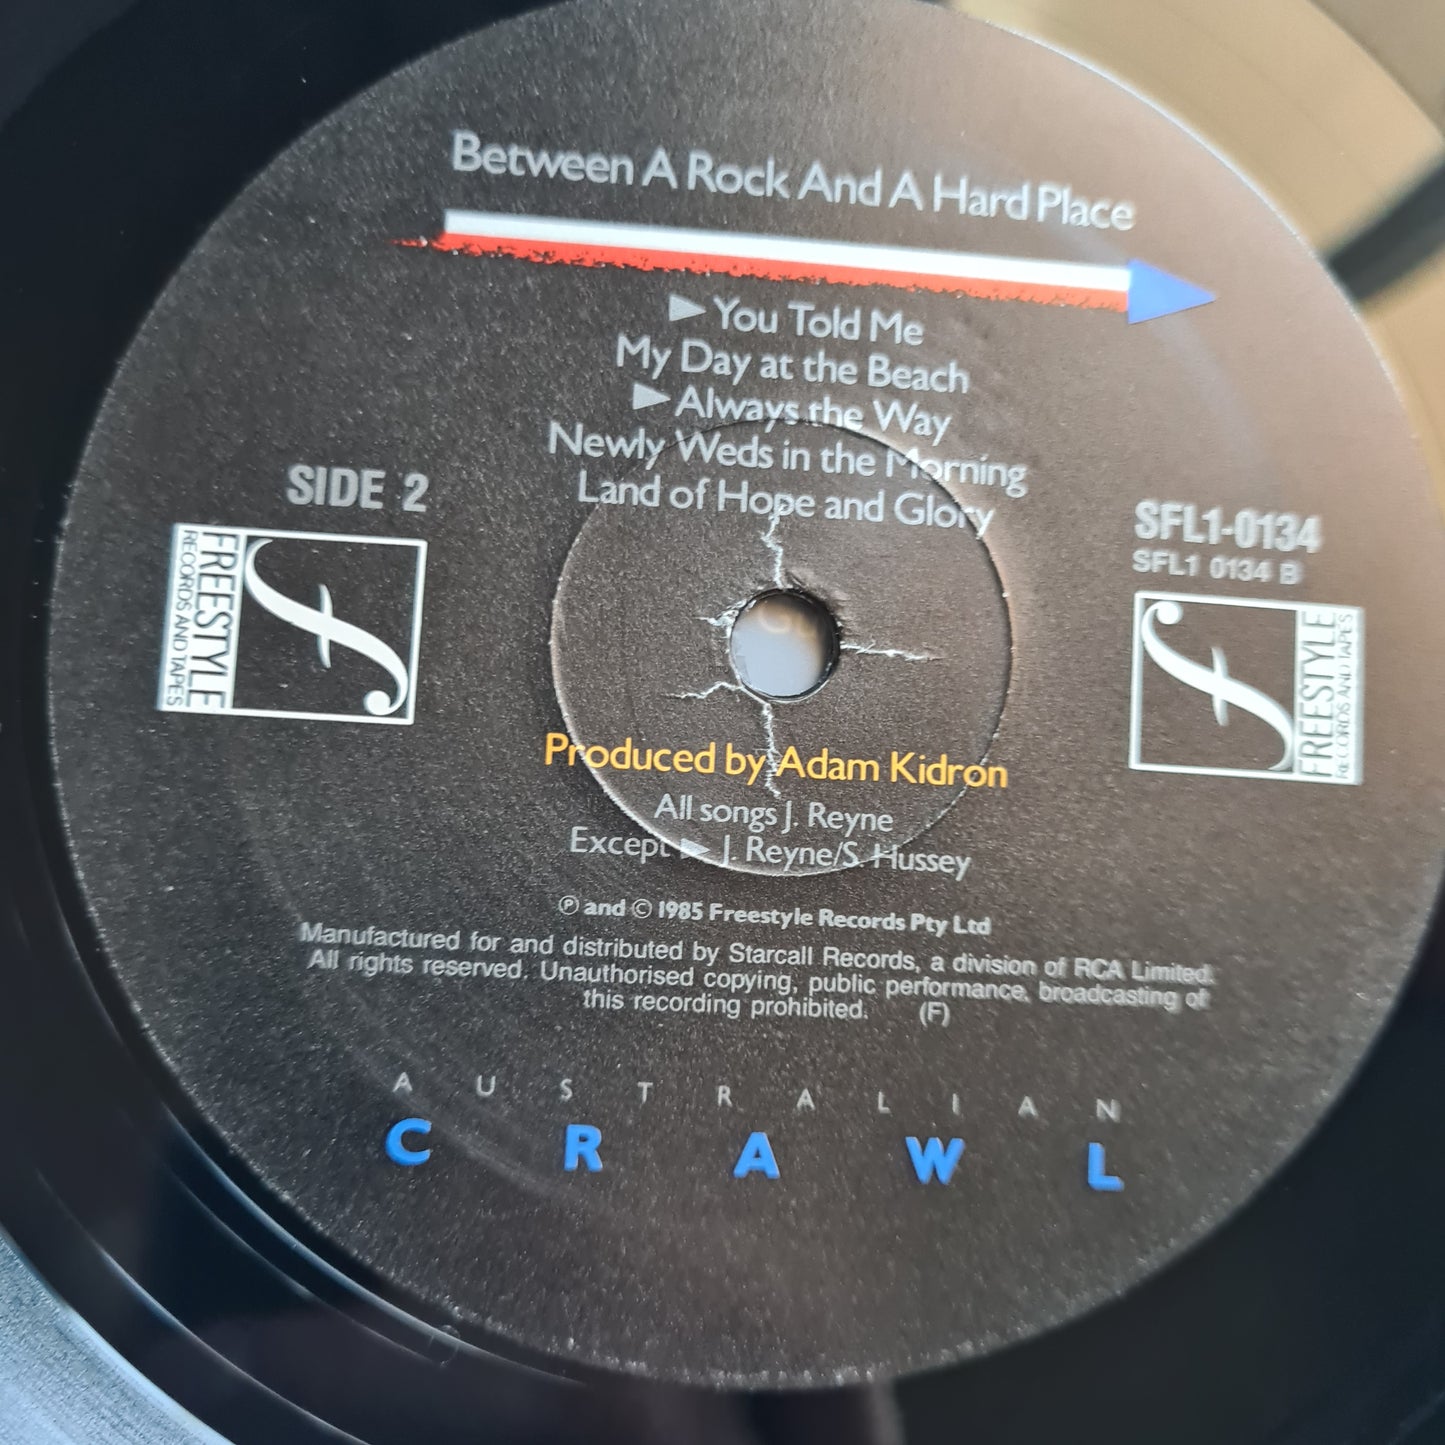 Between A Rock And A Hard Place
You Told Me
My Day at the Beach
Always the Way
Newly Weds in the Morning
Land of Hope and Glory
SIDE 2
SFL1-0134
SFL1 0134 B
f
FREESTYLE
RECORDS AND TAPES
f
FREESTYLE
RECORDS AND TAPES
Produced by Adam Kidron
All songs J. Reyne
Except ▶ J. Reyne/S. Hussey
Ⓟ and © 1985 Freestyle Records Pty Ltd
Manufactured for and distributed by Starcall Records, a division of RCA Limited.
All rights reserved. Unauthorised copying, public performance, broadcasting of
this recording prohibited. (F)
AUSTRALIAN
CRAWL